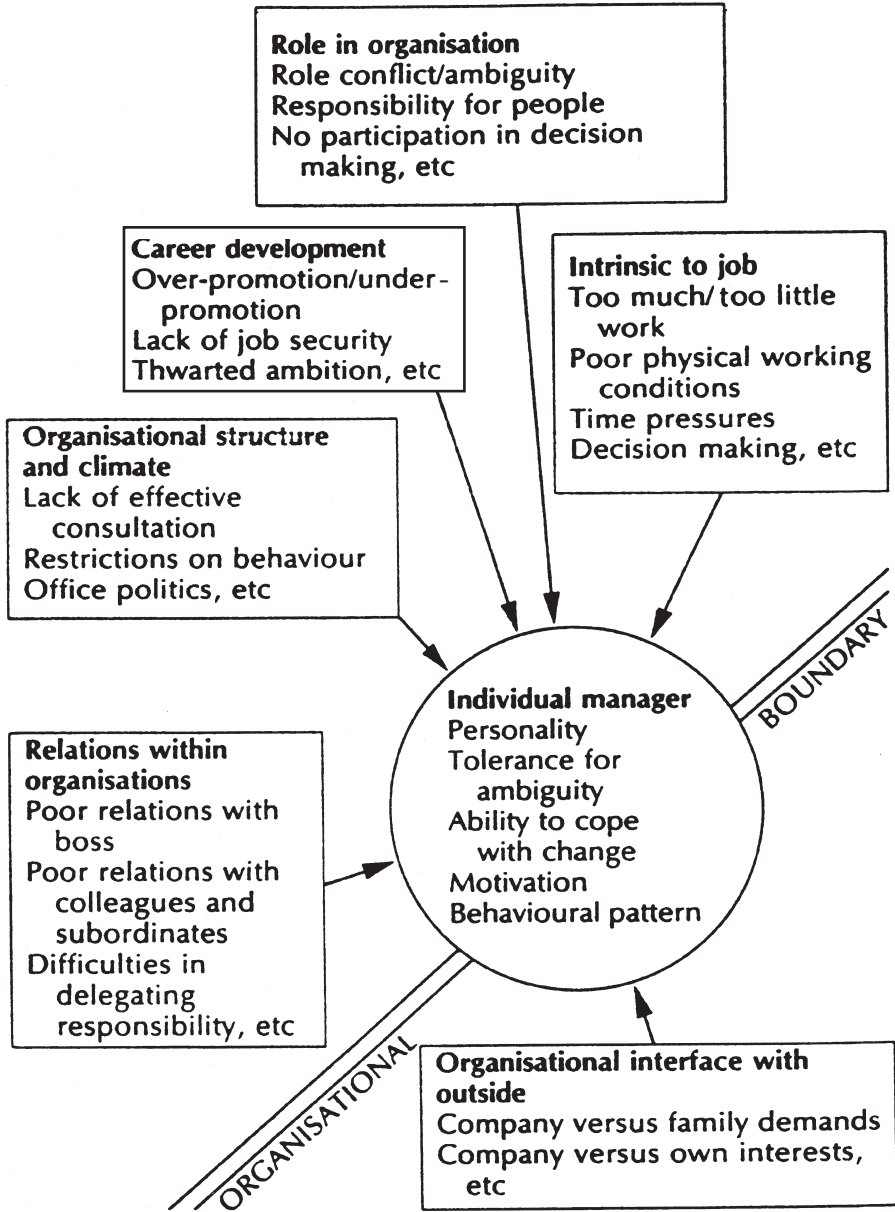 Role in organisation
Role conflict/ambiguity
Responsibility for people
No participation in decision
making, etc
Career development
Over-promotion/under-
promotion
Lack of job security
Thwarted ambition, etc
Intrinsic to job
Too much/too little
work
Poor physical working
conditions
Time pressures
Decision making, etc
Organisational structure
and climate
Lack of effective
consultation
Restrictions on behaviour
Office politics, etc
Individual manager
Personality
Tolerance for
ambiguity
Ability to cope
with change
Motivation
Behavioural pattern
Relations within
organisations
Poor relations with
boss
Poor relations with
colleagues and
subordinates
Difficulties in
delegating
responsibility, etc
ORGANISATIONAL
BOUNDARY
Organisational interface with
outside
Company versus family demands
Company versus own interests,
etc